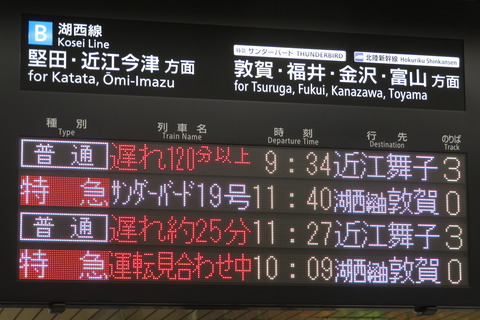 B 湖西線
Kosei Line
堅田・近江今津 方面
for Katata, Ōmi-Imazu
特急 サンダーバード THUNDERBIRD 北陸新幹線 Hokuriku Shinkansen
敦賀・福井・金沢・富山 方面
for Tsuruga, Fukui, Kanazawa, Toyama
種別 列車名 時刻 行先 のりば
Type Train Name Departure Time Destination Track
普通 遅れ120分以上 9:34 近江舞子 3
特急 サンダーバード19号 11:40 湖西線経由敦賀 0
普通 遅れ約25分 11:27 近江舞子 3
特急 運転見合わせ中 10:09 湖西線経由敦賀 0